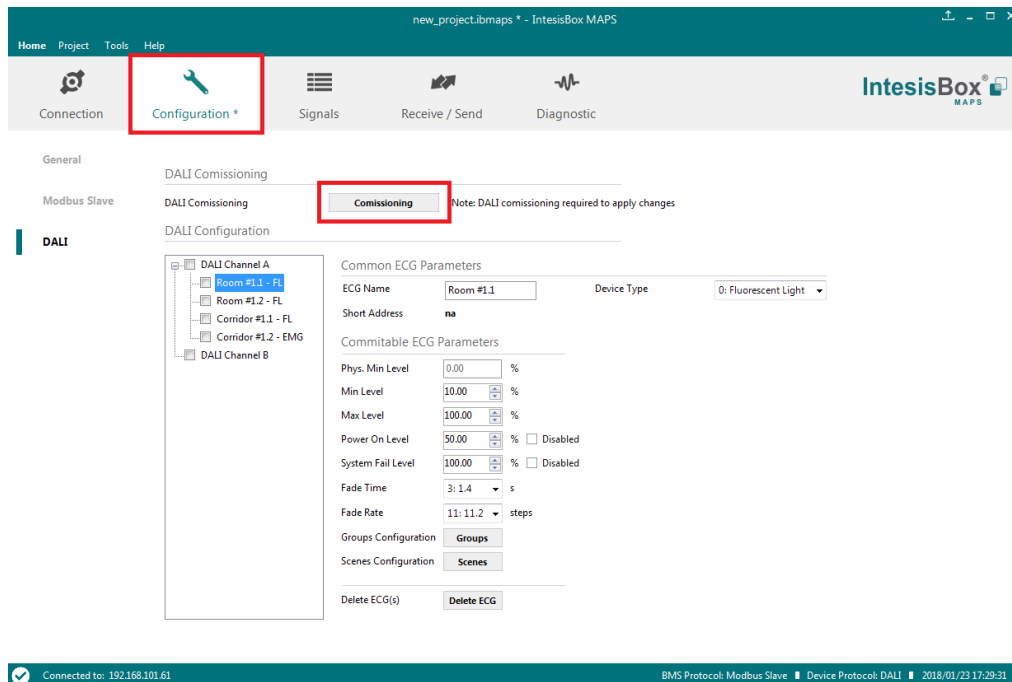 new_project.ibmaps * - IntesisBox MAPS
Home Project Tools Help
Connection
Configuration *
Signals
Receive / Send
Diagnostic
IntesisBox®
MAPS
General
Modbus Slave
DALI
DALI Comissioning
DALI Comissioning Comissioning Note: DALI comissioning required to apply changes
DALI Configuration
DALI Channel A
Room #1.1 - FL
Room #1.2 - FL
Corridor #1.1 - FL
Corridor #1.2 - EMG
DALI Channel B
Common ECG Parameters
ECG Name Room #1.1 Device Type 0: Fluorescent Light
Short Address na
Commitable ECG Parameters
Phys. Min Level 0.00 %
Min Level 10.00 %
Max Level 100.00 %
Power On Level 50.00 % Disabled
System Fail Level 100.00 % Disabled
Fade Time 3: 1.4 s
Fade Rate 11: 11.2 steps
Groups Configuration Groups
Scenes Configuration Scenes
Delete ECG(s) Delete ECG
Connected to: 192.168.101.61 BMS Protocol: Modbus Slave Device Protocol: DALI 2018/01/23 17:29:31